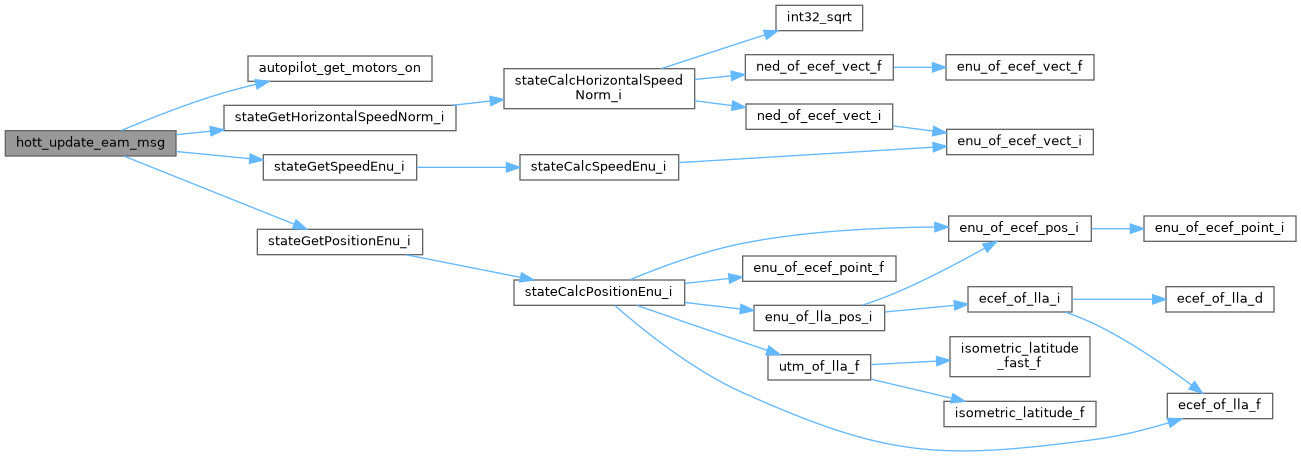 hott_update_eam_msg
autopilot_get_motors_on
stateGetHorizontalSpeedNorm_i
stateGetSpeedEnu_i
stateGetPositionEnu_i
stateCalcHorizontalSpeed
Norm_i
stateCalcSpeedEnu_i
stateCalcPositionEnu_i
int32_sqrt
ned_of_ecef_vect_f
ned_of_ecef_vect_i
enu_of_ecef_vect_f
enu_of_ecef_vect_i
enu_of_ecef_pos_i
enu_of_ecef_point_i
enu_of_ecef_point_f
enu_of_lla_pos_i
ecef_of_lla_i
ecef_of_lla_d
utm_of_lla_f
isometric_latitude
_fast_f
isometric_latitude_f
ecef_of_lla_f